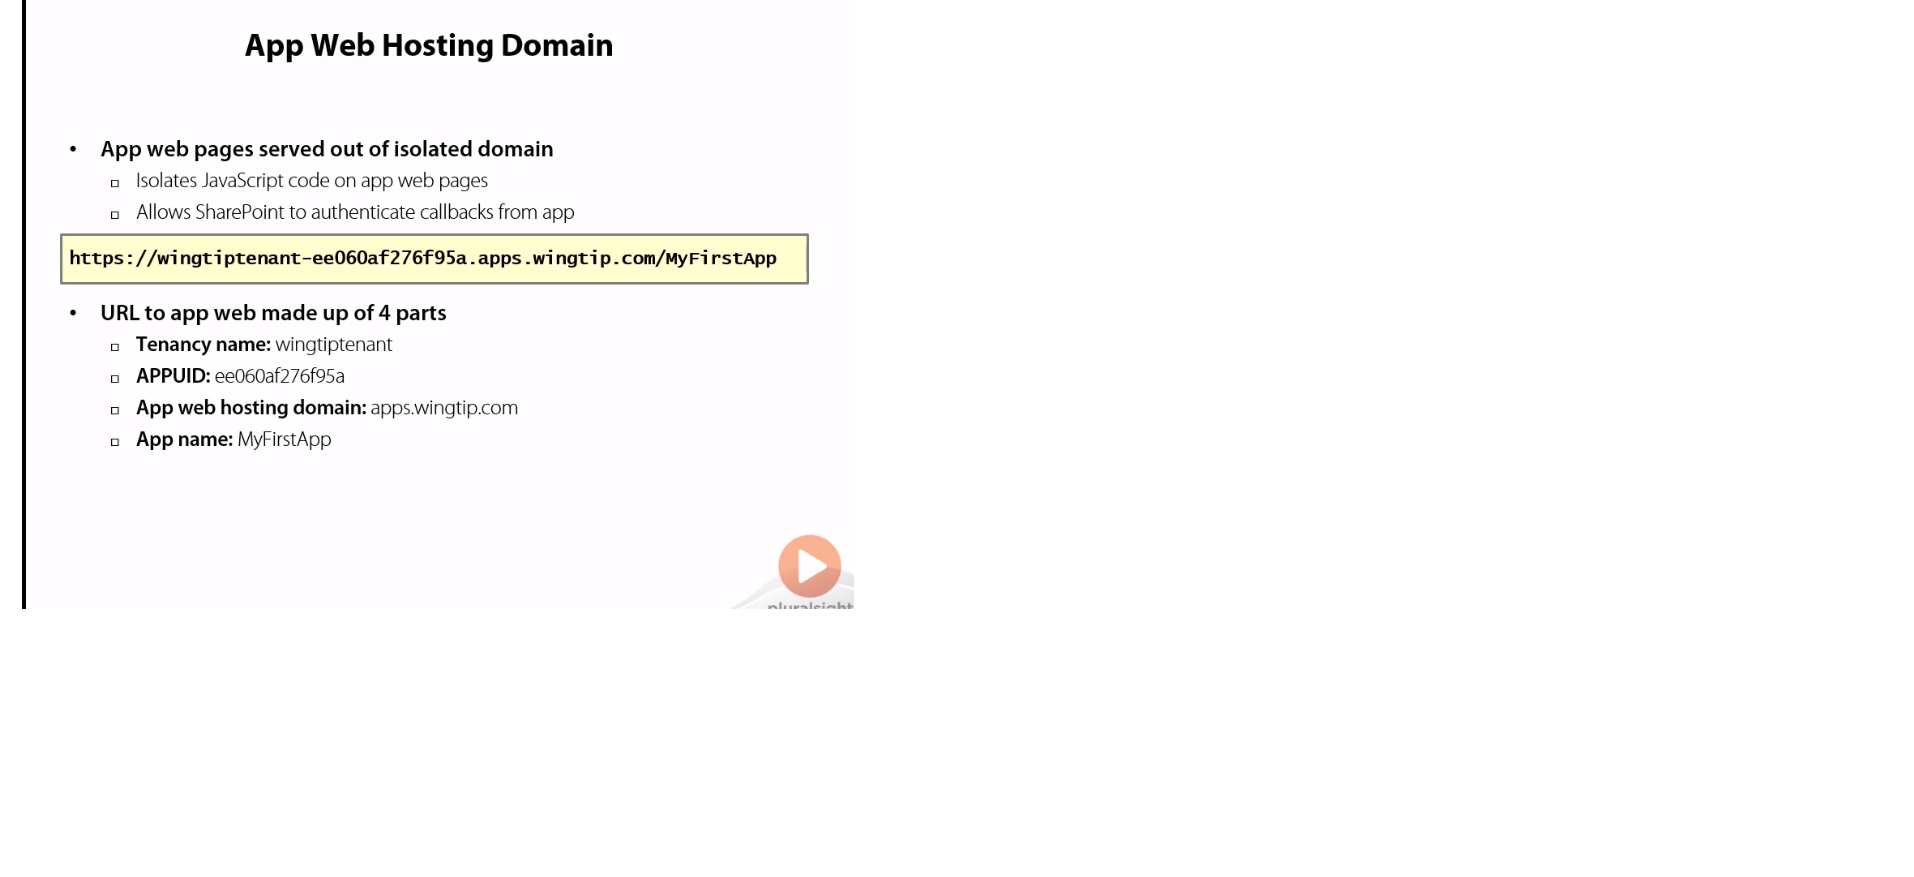 App Web Hosting Domain
• App web pages served out of isolated domain
Isolates JavaScript code on app web pages
Allows SharePoint to authenticate callbacks from app
https://wingtiptenant-ee060af276f95a.apps.wingtip.com/MyFirstApp
• URL to app web made up of 4 parts
Tenancy name: wingtiptenant
APPUID: ee060af276f95a
App web hosting domain: apps.wingtip.com
App name: MyFirstApp
pluralsight